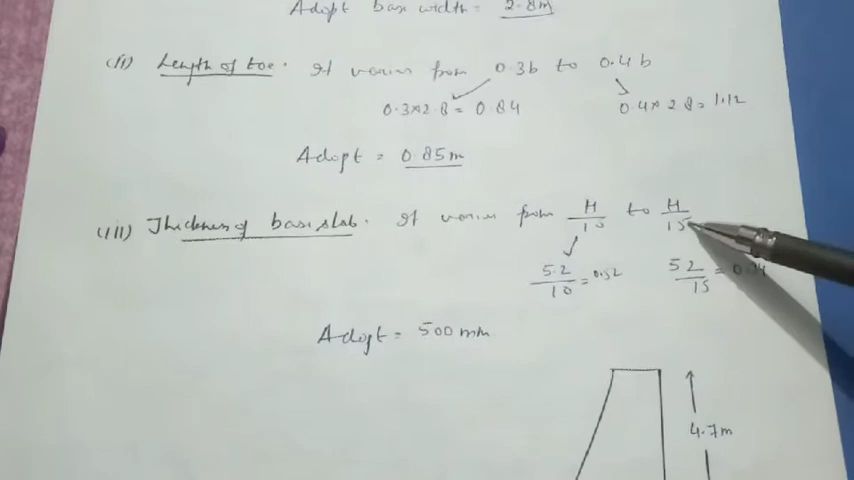 Adopt base width = 2.8m
(ii) Length of toe. It varies from 0.3b to 0.4b
0.3×2.8 = 0.84 0.4×2.8 = 1.12
Adopt = 0.85m
(iii) Thickness of base slab. It varies from H/10 to H/15
5.2/10 = 0.52 5.2/15 =
Adopt = 500 mm
4.7m